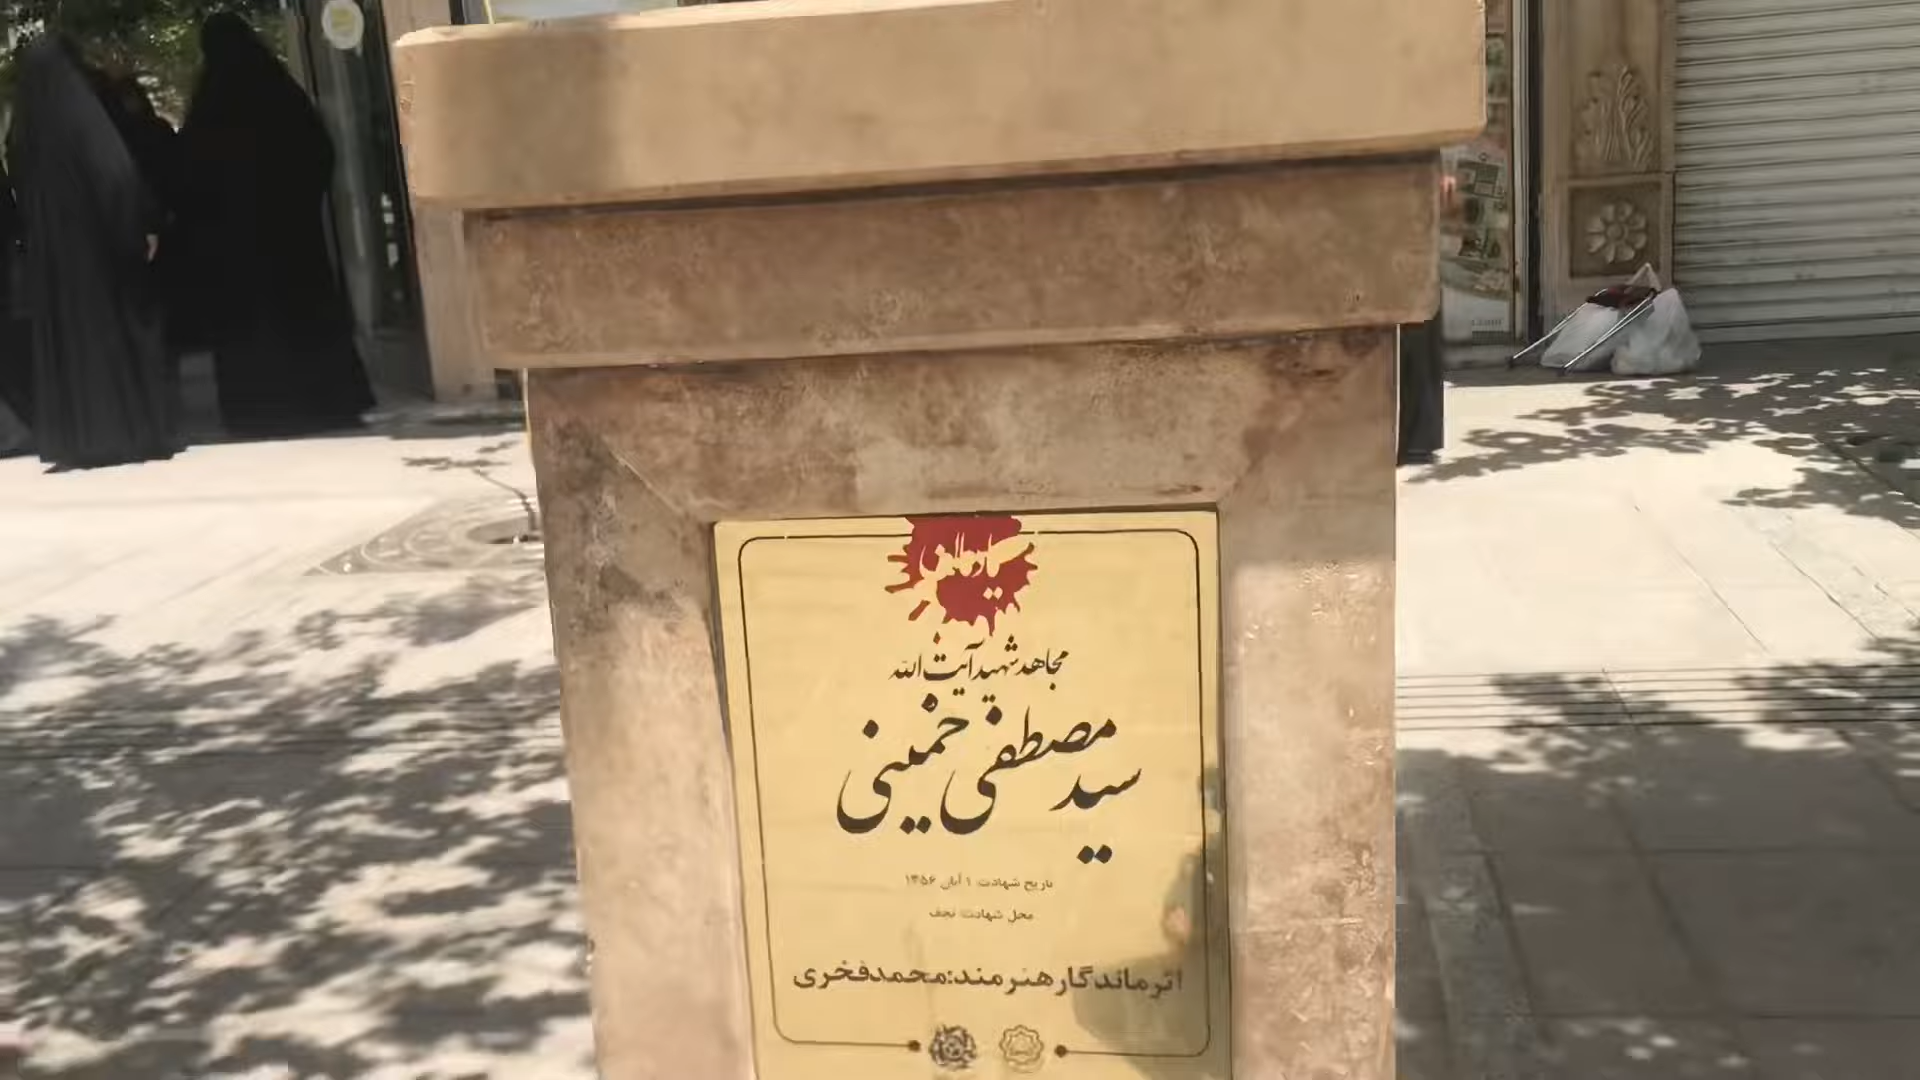 مجاهد شهید آیت الله
سید مصطفی خمینی
تاریخ شهادت: ۱ آبان ۱۳۵۶
محل شهادت: نجف
اثر ماندگار هنرمند: محمد فخری